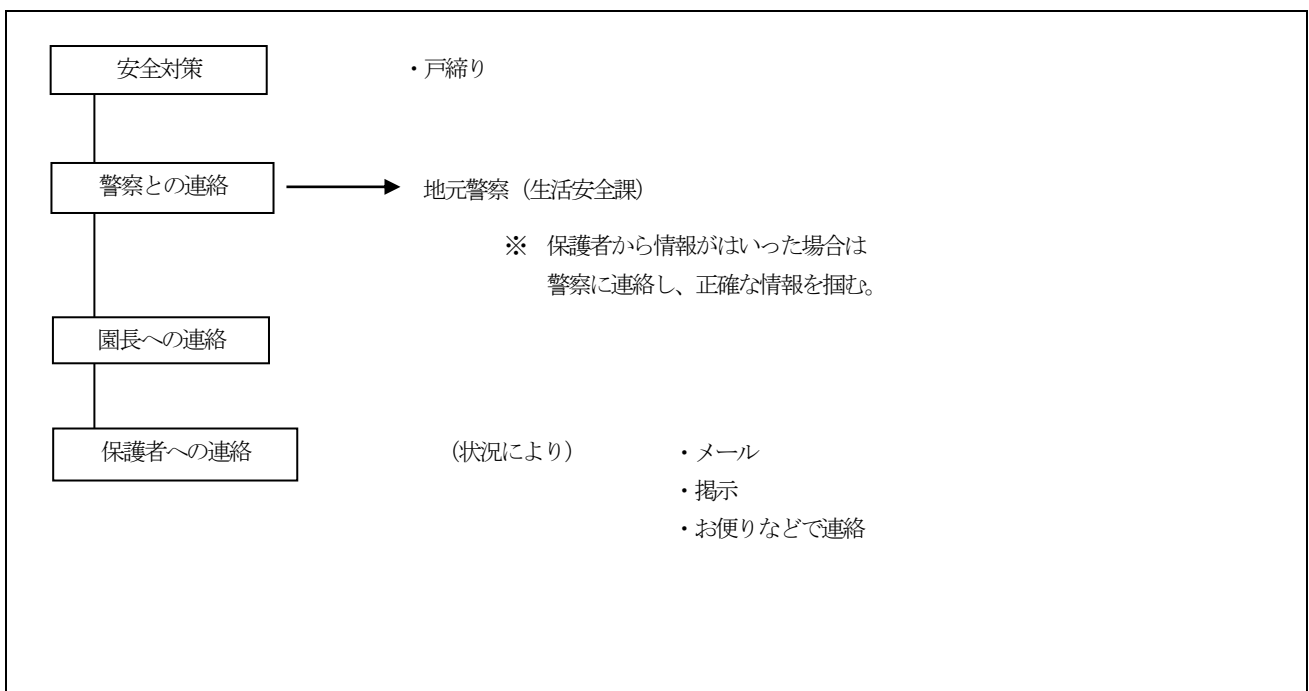 安全対策 ・戸締り
警察との連絡 地元警察（生活安全課）
※ 保護者から情報がはいった場合は
警察に連絡し、正確な情報を掴む。
園長への連絡
保護者への連絡 （状況により） ・メール
・掲示
・お便りなどで連絡